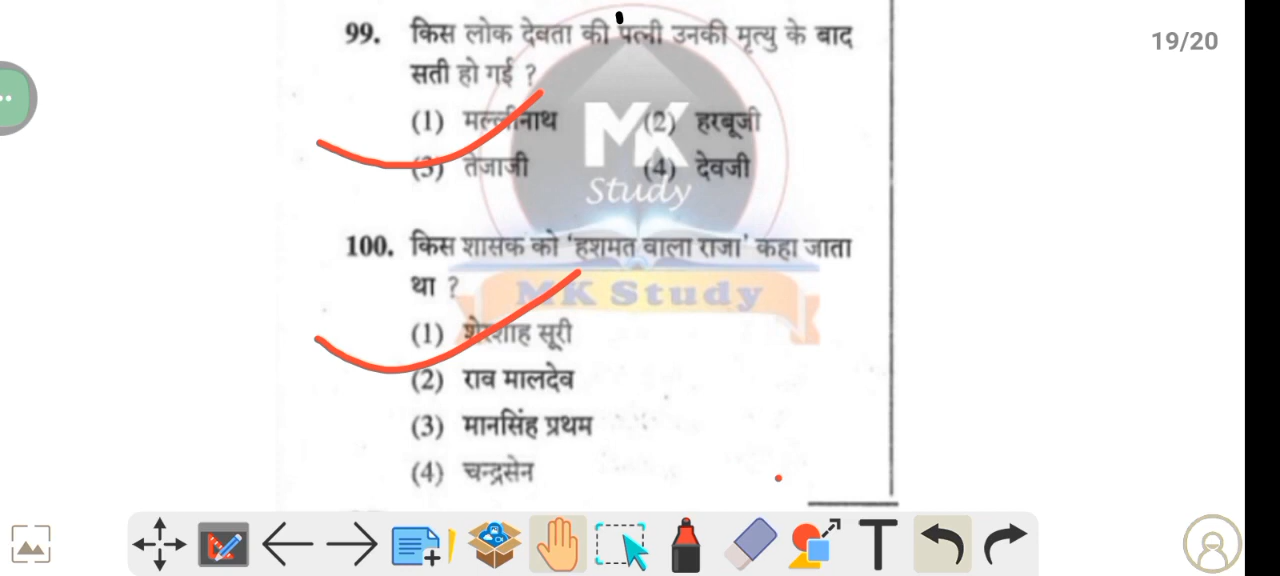 19/20
99. किस लोक देवता की पत्नी उनकी मृत्यु के बाद
सती हो गई ?
(1) मल्लीनाथ (2) हरबूजी
(3) तेजाजी (4) देवजी
MK
Study
100. किस शासक को 'हशमत वाला राजा' कहा जाता
था ?
MK Study
(1) शेरशाह सूरी
(2) राव मालदेव
(3) मानसिंह प्रथम
(4) चन्द्रसेन
T